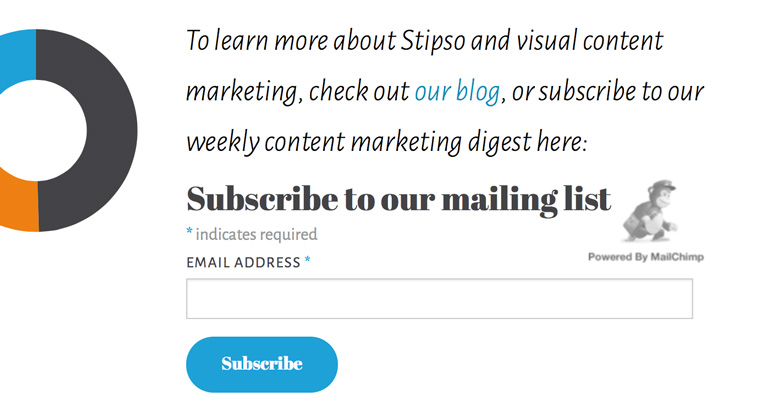 To learn more about Stipso and visual content
marketing, check out our blog, or subscribe to our
weekly content marketing digest here:
Subscribe to our mailing list
* indicates required
Powered By MailChimp
EMAIL ADDRESS *
Subscribe